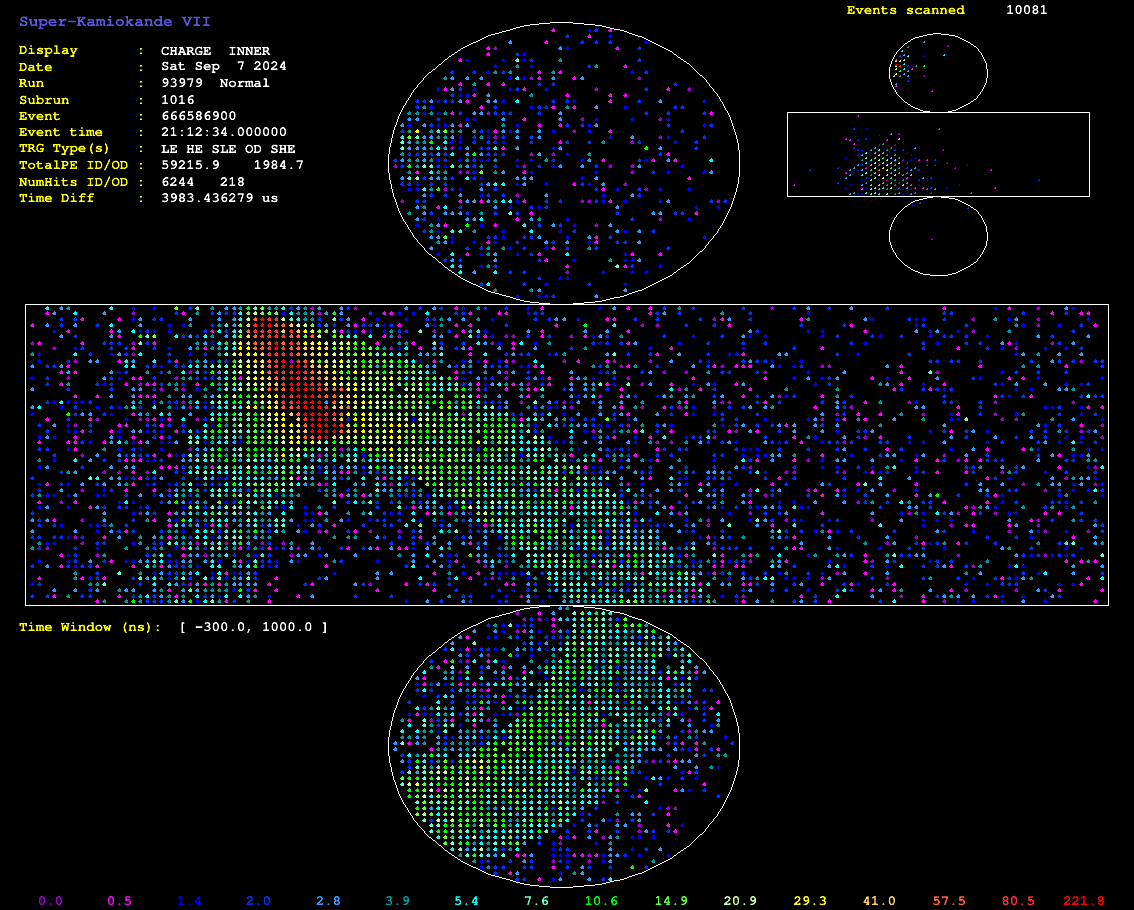 Super-Kamiokande VII
Events scanned 10081
Display : CHARGE INNER
Date : Sat Sep 7 2024
Run : 93979 Normal
Subrun : 1016
Event : 666586900
Event time : 21:12:34.000000
TRG Type(s) : LE HE SLE OD SHE
TotalPE ID/OD : 59215.9 1984.7
NumHits ID/OD : 6244 218
Time Diff : 3983.436279 us
Time Window (ns): [ -300.0, 1000.0 ]
0.0 0.5 1.4 2.0 2.8 3.9 5.4 7.6 10.6 14.9 20.9 29.3 41.0 57.5 80.5 221.8